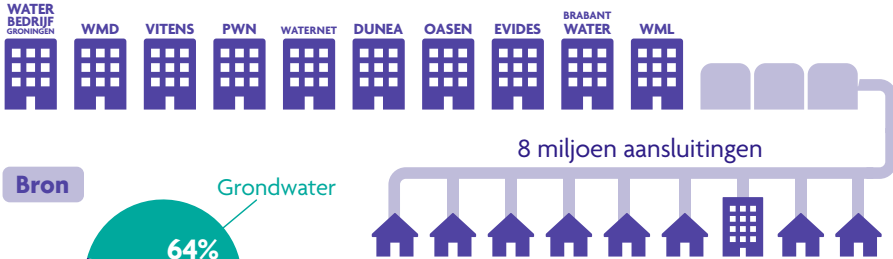 WATER
BEDRIJF
GRONINGEN
WMD
VITENS
PWN
WATERNET
DUNEA
OASEN
EVIDES
BRABANT
WATER
WML
8 miljoen aansluitingen
Bron
Grondwater
64%